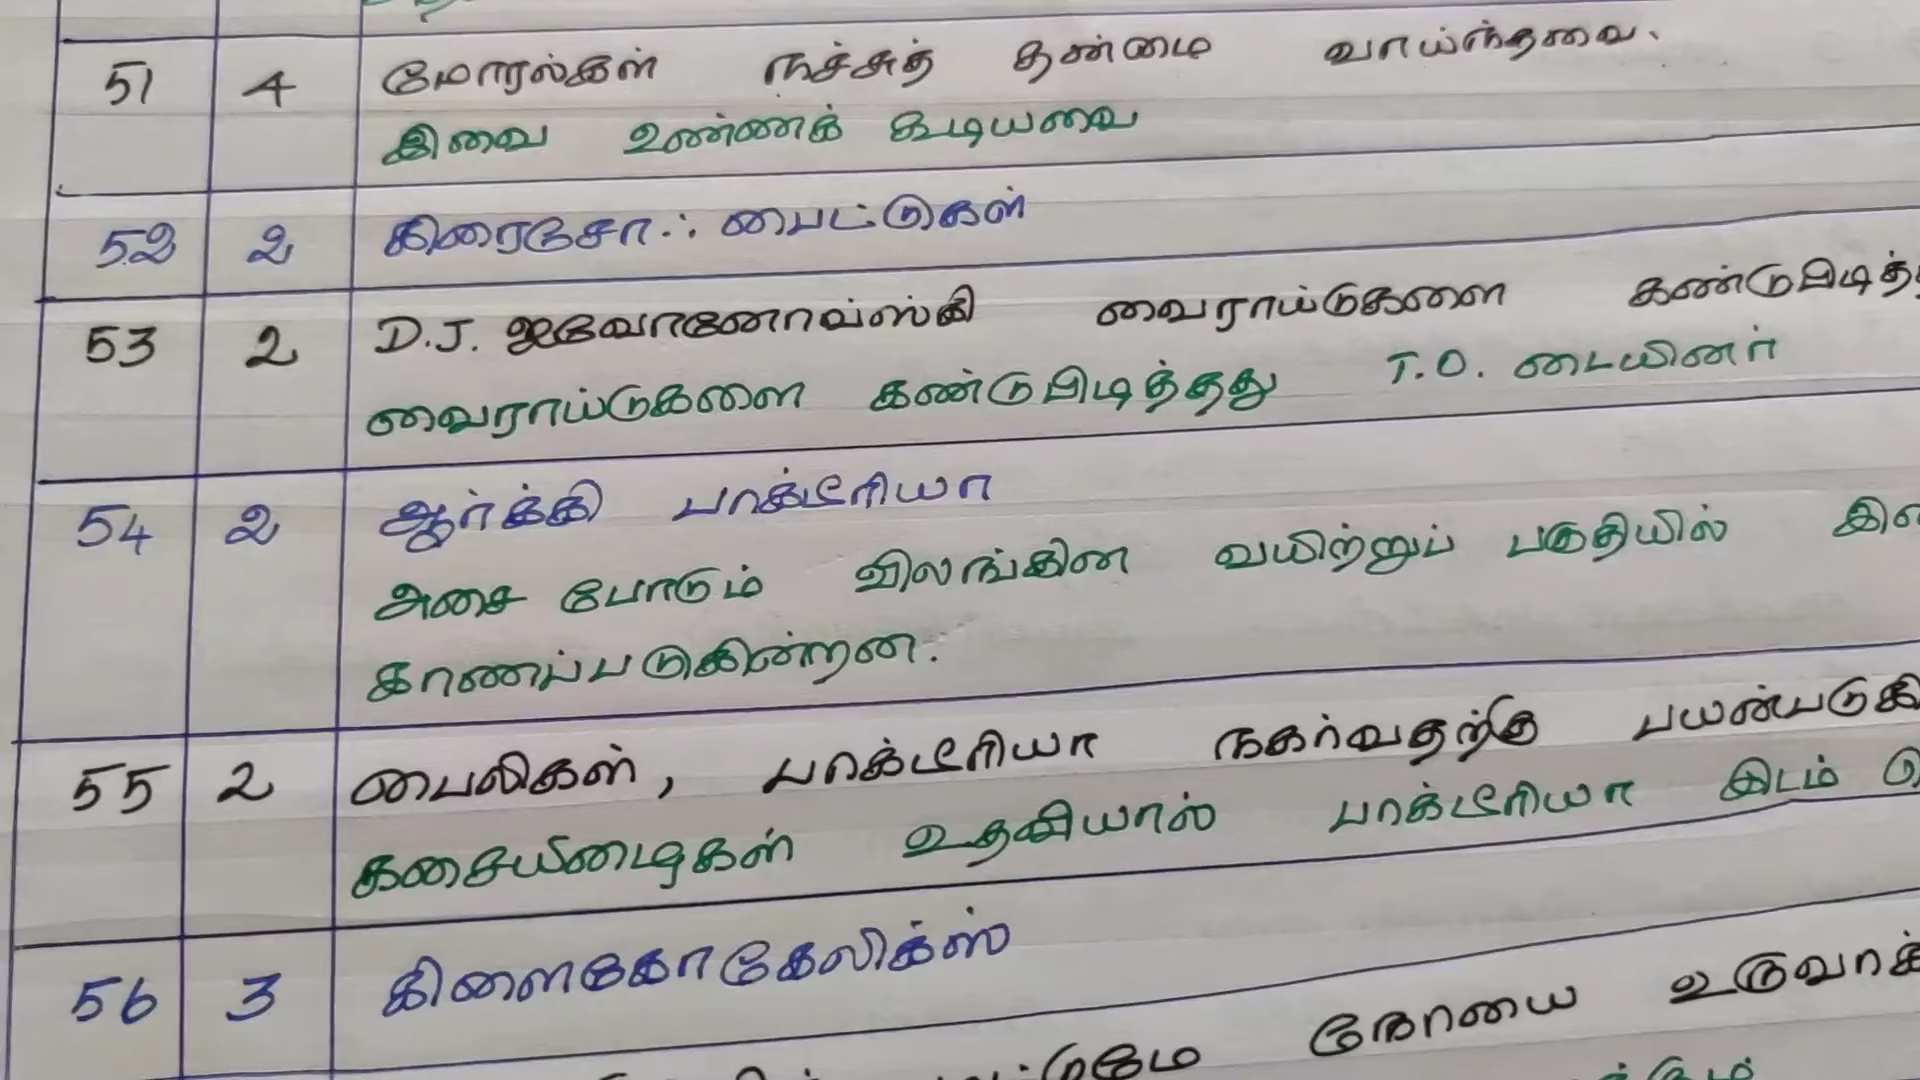 51 4 மோரல்கள் நச்சுத் தன்மை வாய்ந்தவை.
இவை உண்ணக் கூடியவை
52 2 கிரைசோஃபைட்டுகள்
53 2 D.J. ஐவோனோவ்ஸ்கி வைராய்டுகளை கண்டுபிடித்
வைராய்டுகளை கண்டுபிடித்தது T.O. டையினர்
54 2 ஆர்க்கி பாக்டீரியா
அசை போடும் விலங்கின வயிற்றுப் பகுதியில்
காணப்படுகின்றன.
55 2 பைலிகள், பாக்டீரியா நகர்வதற்கு பயன்படுகி
கசையிழைகள் உதவியால் பாக்டீரியா இடம்
56 3 கிளைகோகேலிக்ஸ்
நோயை உருவாக்